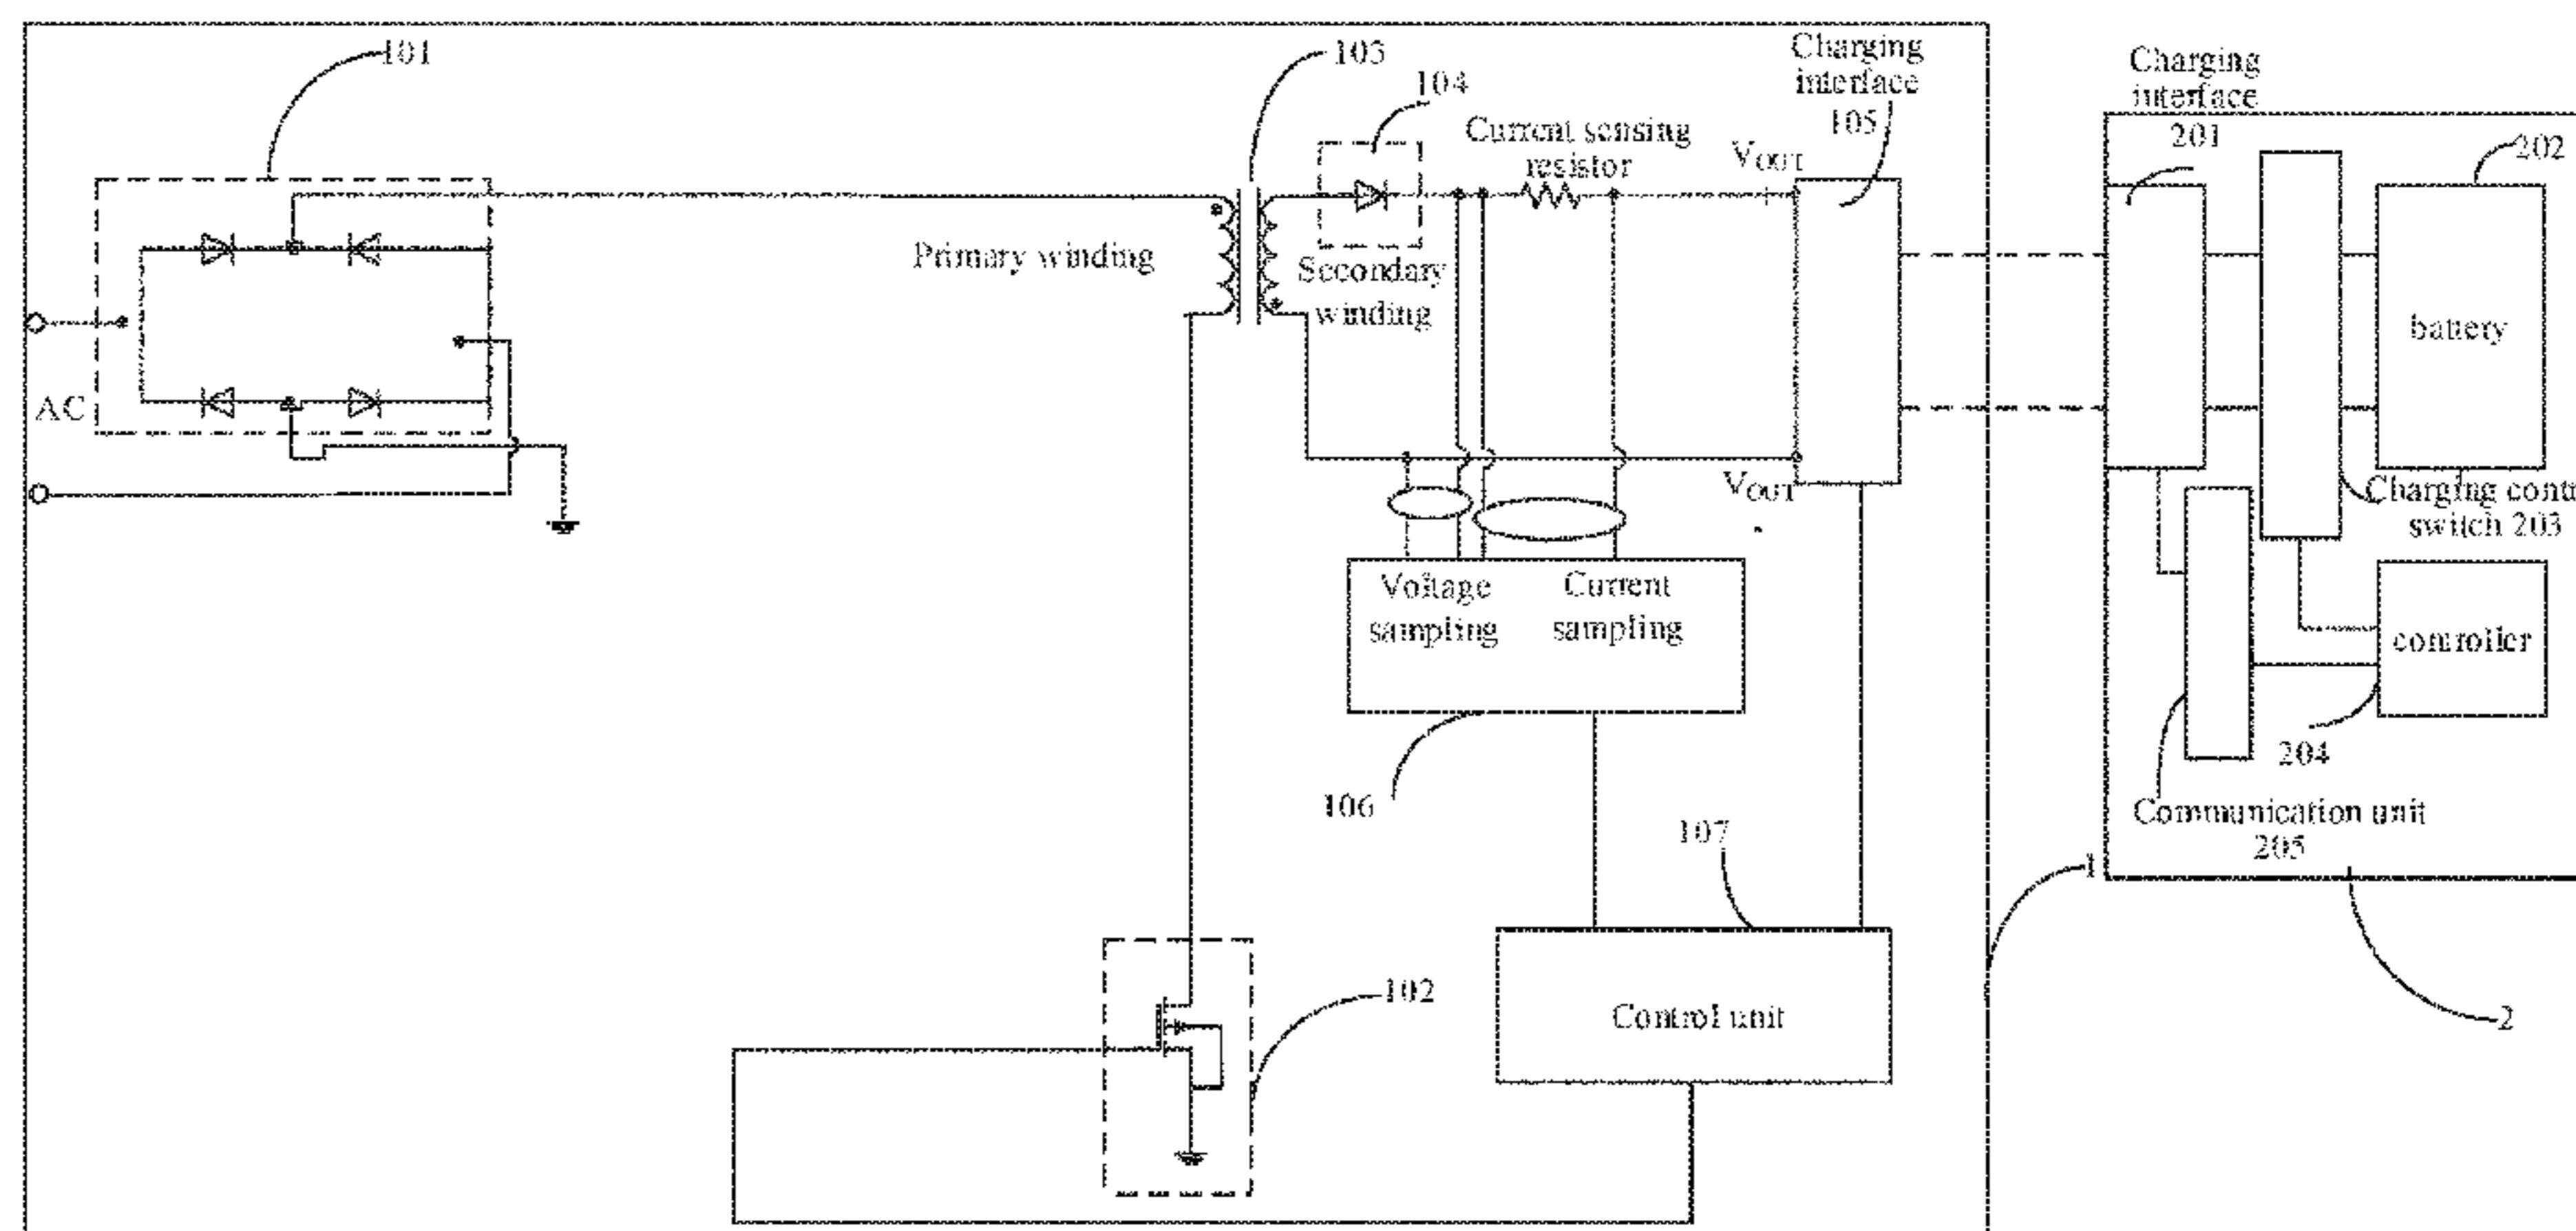 101
103
104
Charging
interface
105
Current sensing
resistor
VOUT
Charging
interface
201
202
Primary winding
Secondary
winding
battery
AC
VOUT
Charging
switch 203
Voltage
sampling
Current
sampling
controller
204
106
107
Communication unit
205
1
102
Control unit
2